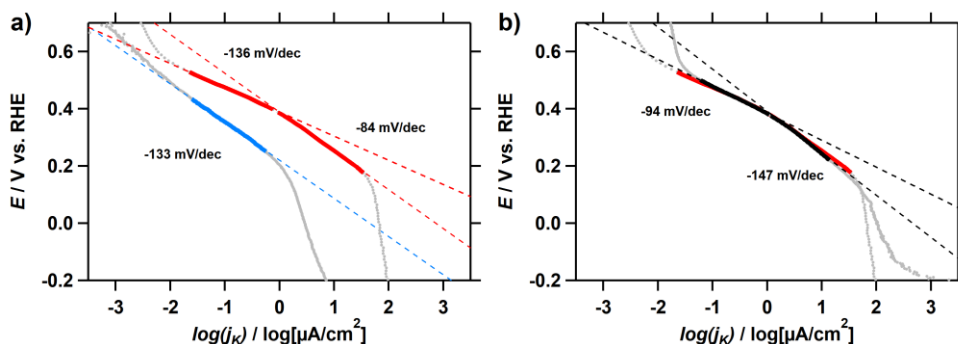 a)
E / V vs. RHE
0.6
0.4
0.2
0.0
-0.2
-136 mV/dec
-84 mV/dec
-133 mV/dec
-3 -2 -1 0 1 2 3
log(jK) / log[µA/cm2]
b)
E / V vs. RHE
0.6
0.4
0.2
0.0
-0.2
-94 mV/dec
-147 mV/dec
-3 -2 -1 0 1 2 3
log(jK) / log[µA/cm2]